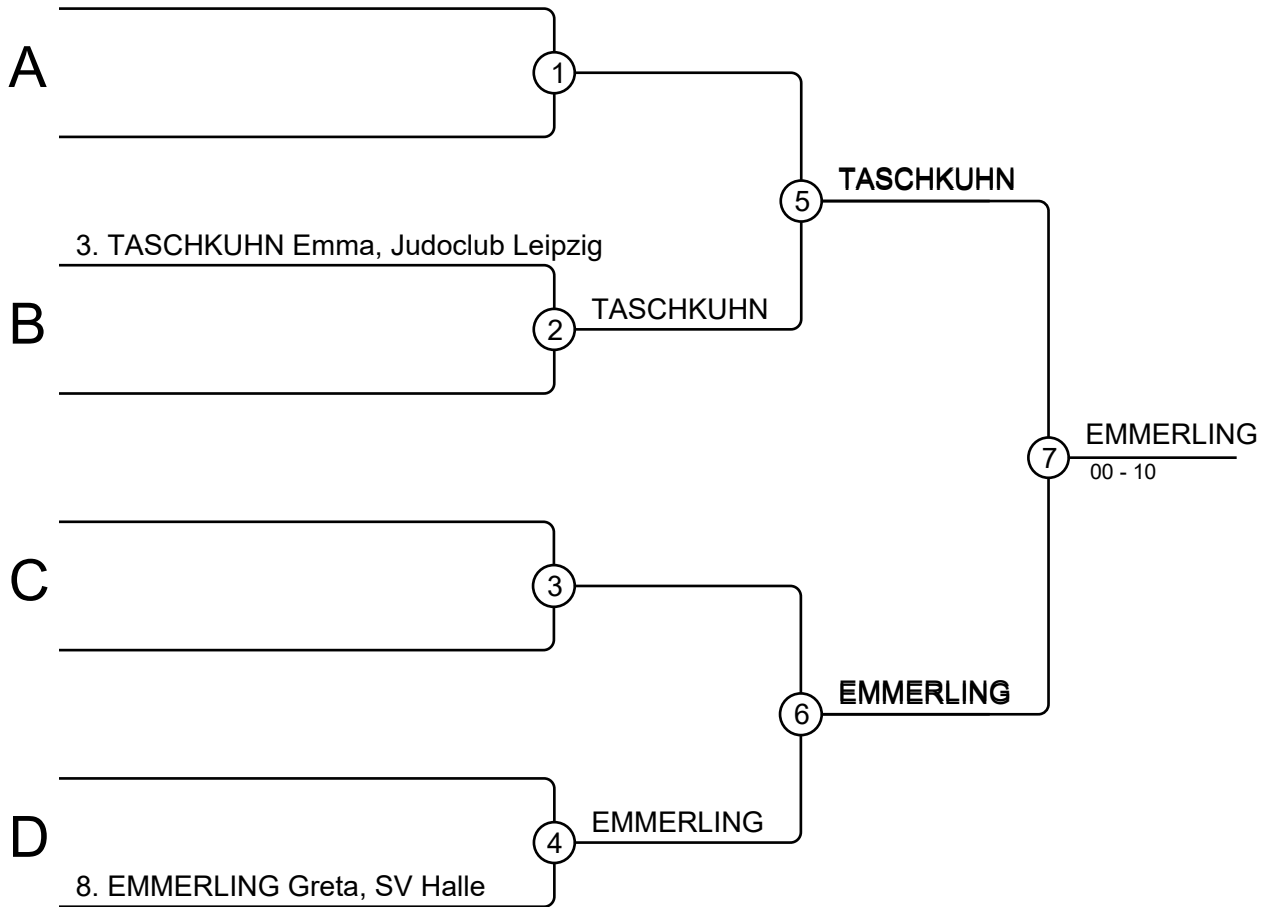 A
1
TASCHKUHN
5
3. TASCHKUHN Emma, Judoclub Leipzig
B
2
TASCHKUHN
EMMERLING
7
00 - 10
C
3
EMMERLING
6
D
4
EMMERLING
8. EMMERLING Greta, SV Halle